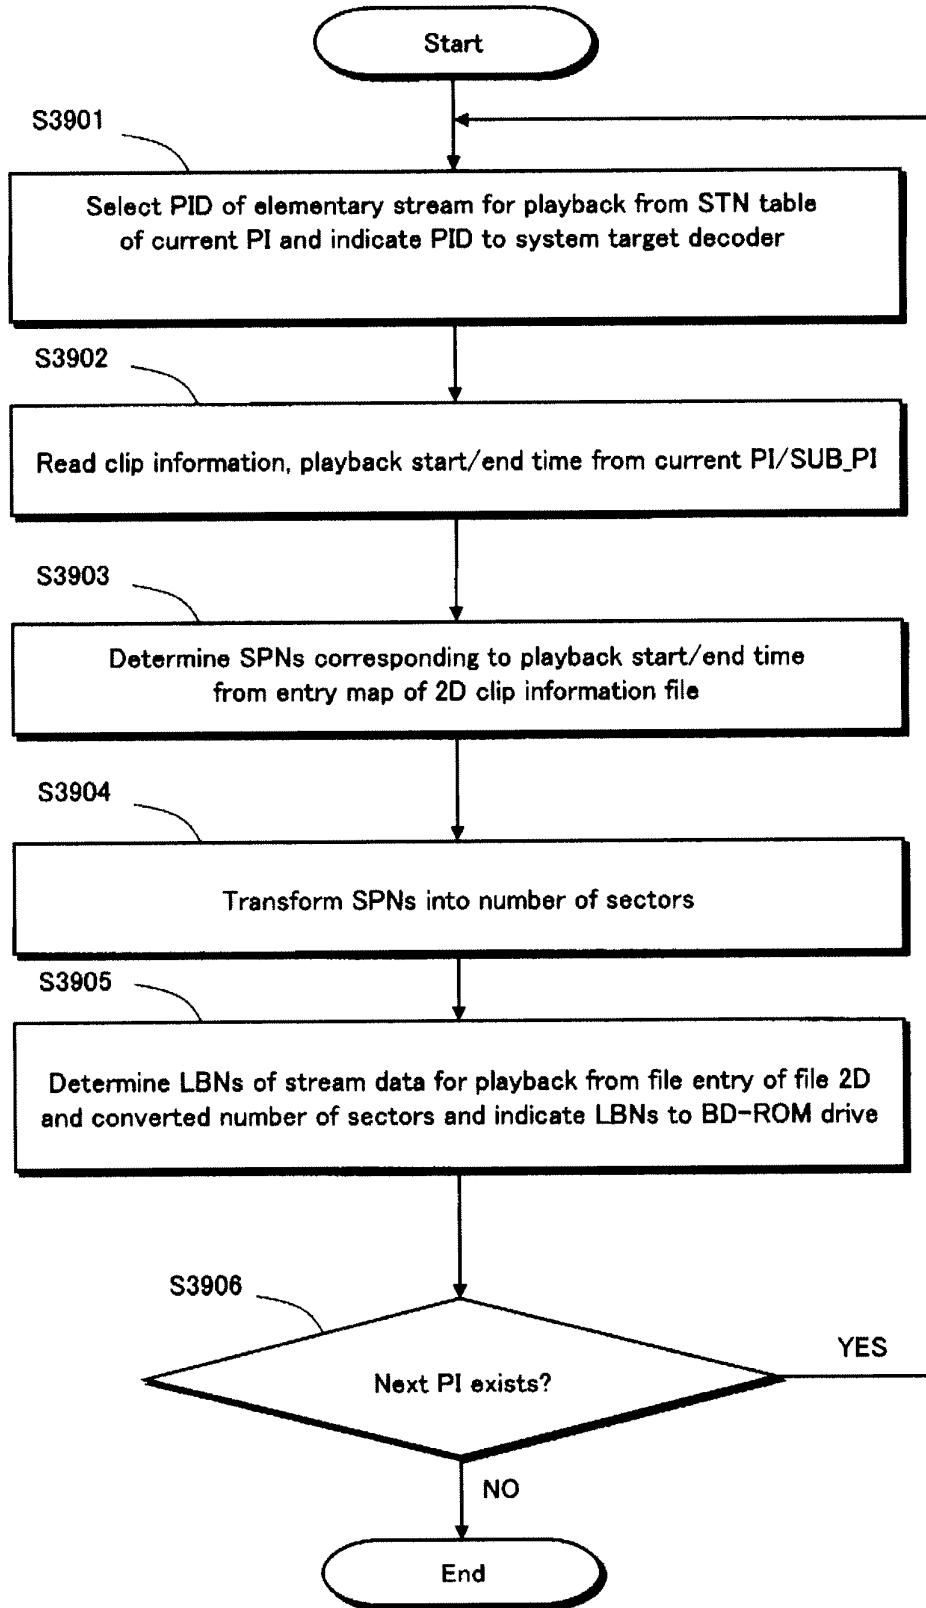 Start
S3901
Select PID of elementary stream for playback from STN table
of current PI and indicate PID to system target decoder
S3902
Read clip information, playback start/end time from current PI/SUB_PI
S3903
Determine SPNs corresponding to playback start/end time
from entry map of 2D clip information file
S3904
Transform SPNs into number of sectors
S3905
Determine LBNs of stream data for playback from file entry of file 2D
and converted number of sectors and indicate LBNs to BD-ROM drive
S3906
Next PI exists?
YES
NO
End